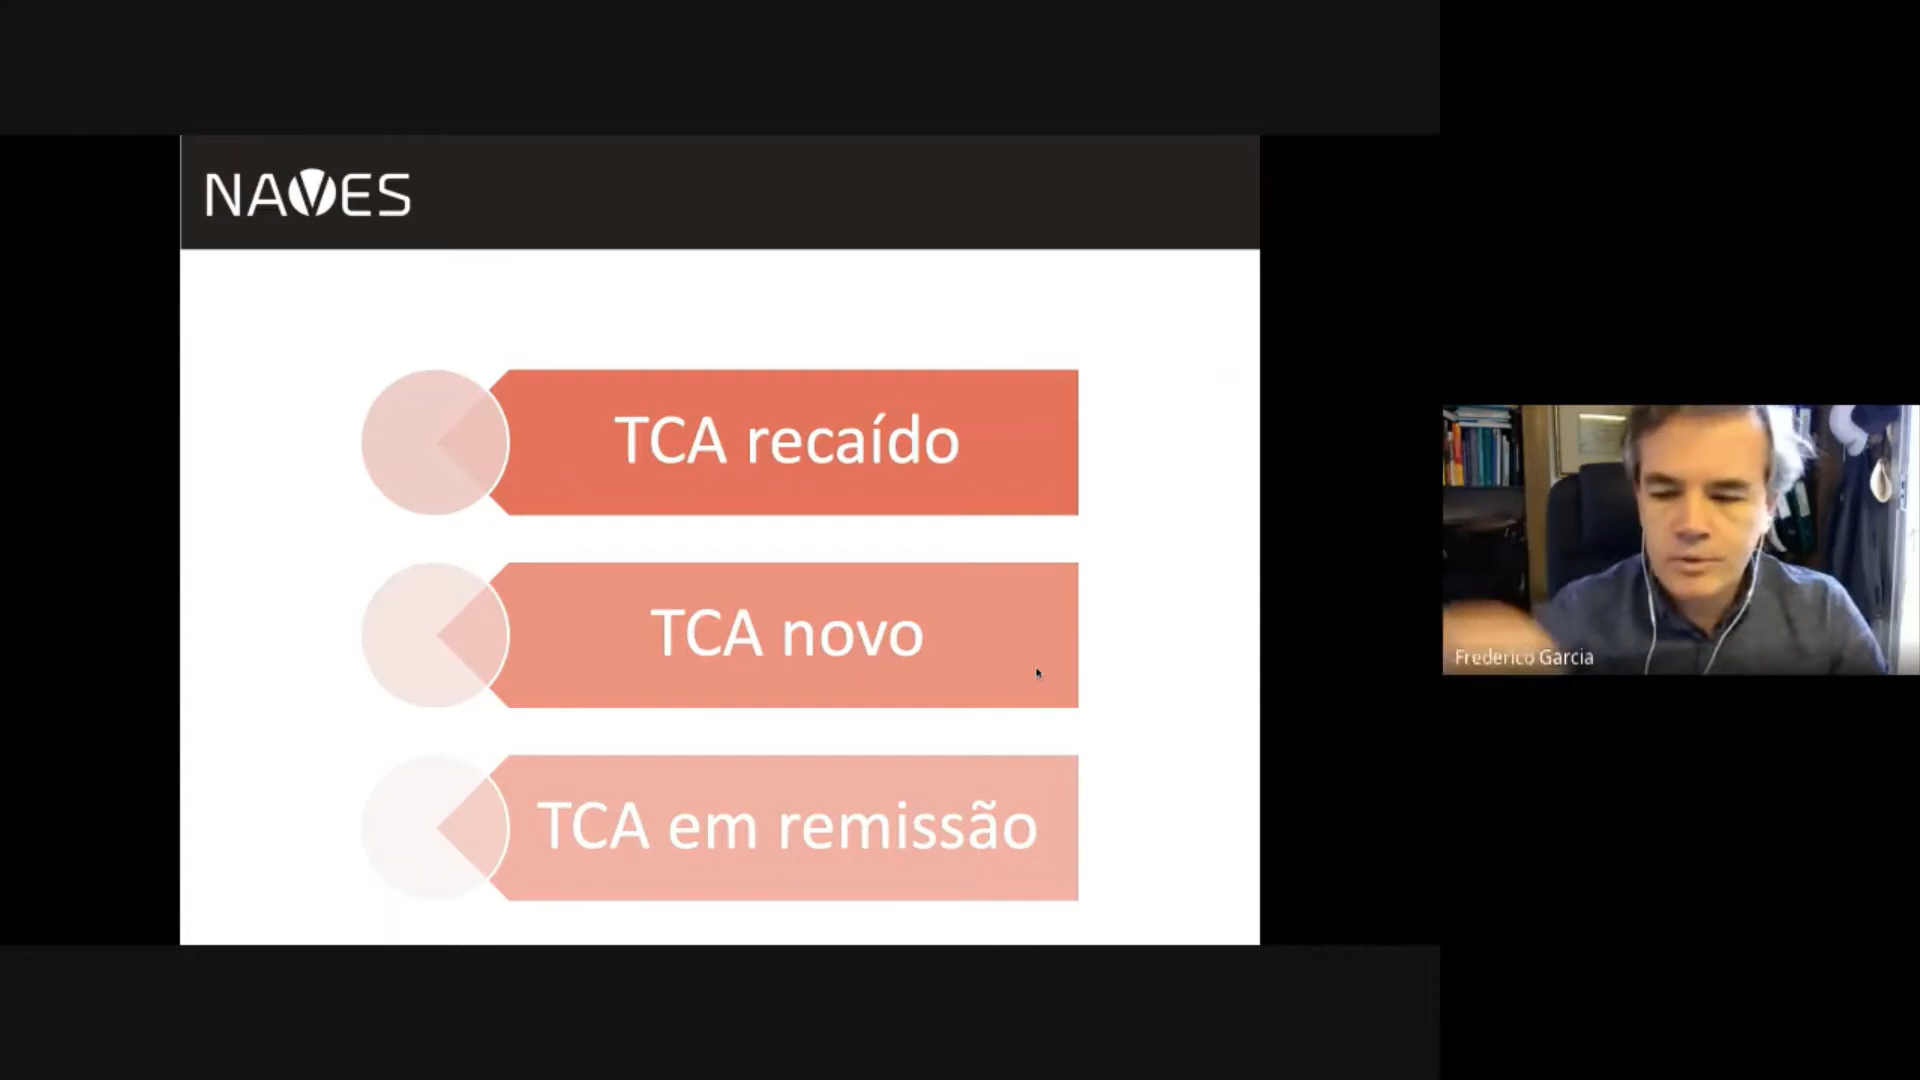 NAVES
TCA recaído
TCA novo
TCA em remissão
Frederico Garcia